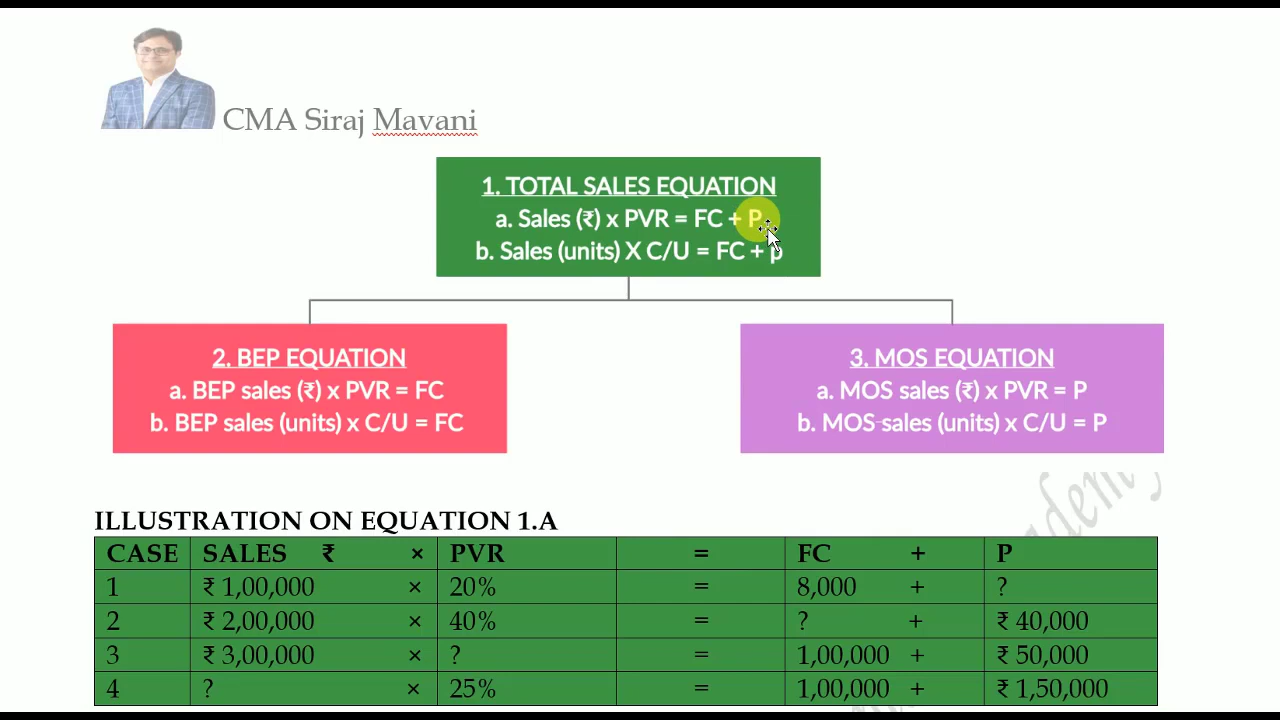 CMA Siraj Mavani
1. TOTAL SALES EQUATION
a. Sales (₹) x PVR = FC + P
b. Sales (units) X C/U = FC + p
2. BEP EQUATION
a. BEP sales (₹) x PVR = FC
b. BEP sales (units) x C/U = FC
3. MOS EQUATION
a. MOS sales (₹) x PVR = P
b. MOS sales (units) x C/U = P
ILLUSTRATION ON EQUATION 1.A
CASE SALES ₹ × PVR = FC + P
1 ₹ 1,00,000 × 20% = 8,000 + ?
2 ₹ 2,00,000 × 40% = ? + ₹ 40,000
3 ₹ 3,00,000 × ? = 1,00,000 + ₹ 50,000
4 ? × 25% = 1,00,000 + ₹ 1,50,000